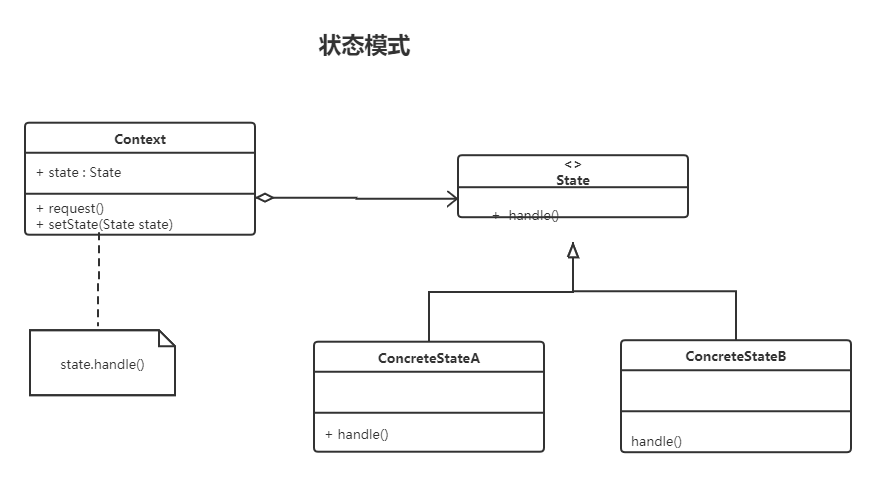 状态模式
Context
+ state : State
+ request()
+ setState(State state)
<>
State
+ handle()
state.handle()
ConcreteStateA
+ handle()
ConcreteStateB
handle()